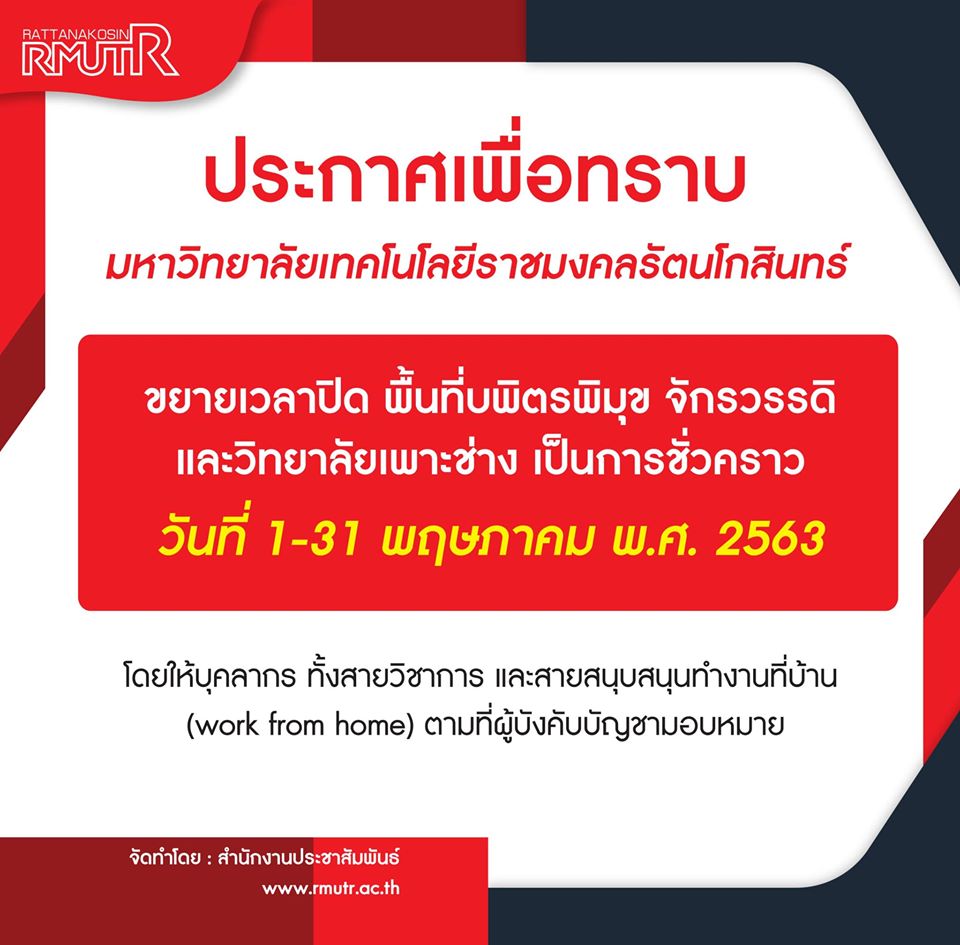 RATTANAKOSIN
RMUTR
ประกาศเพื่อทราบ
มหาวิทยาลัยเทคโนโลยีราชมงคลรัตนโกสินทร์
ขยายเวลาปิด พื้นที่บพิตรพิมุข จักรวรรดิ
และวิทยาลัยเพาะช่าง เป็นการชั่วคราว
วันที่ 1-31 พฤษภาคม พ.ศ. 2563
โดยให้บุคลากร ทั้งสายวิชาการ และสายสนุบสนุนทำงานที่บ้าน
(work from home) ตามที่ผู้บังคับบัญชามอบหมาย
จัดทำโดย : สำนักงานประชาสัมพันธ์
www.rmutr.ac.th